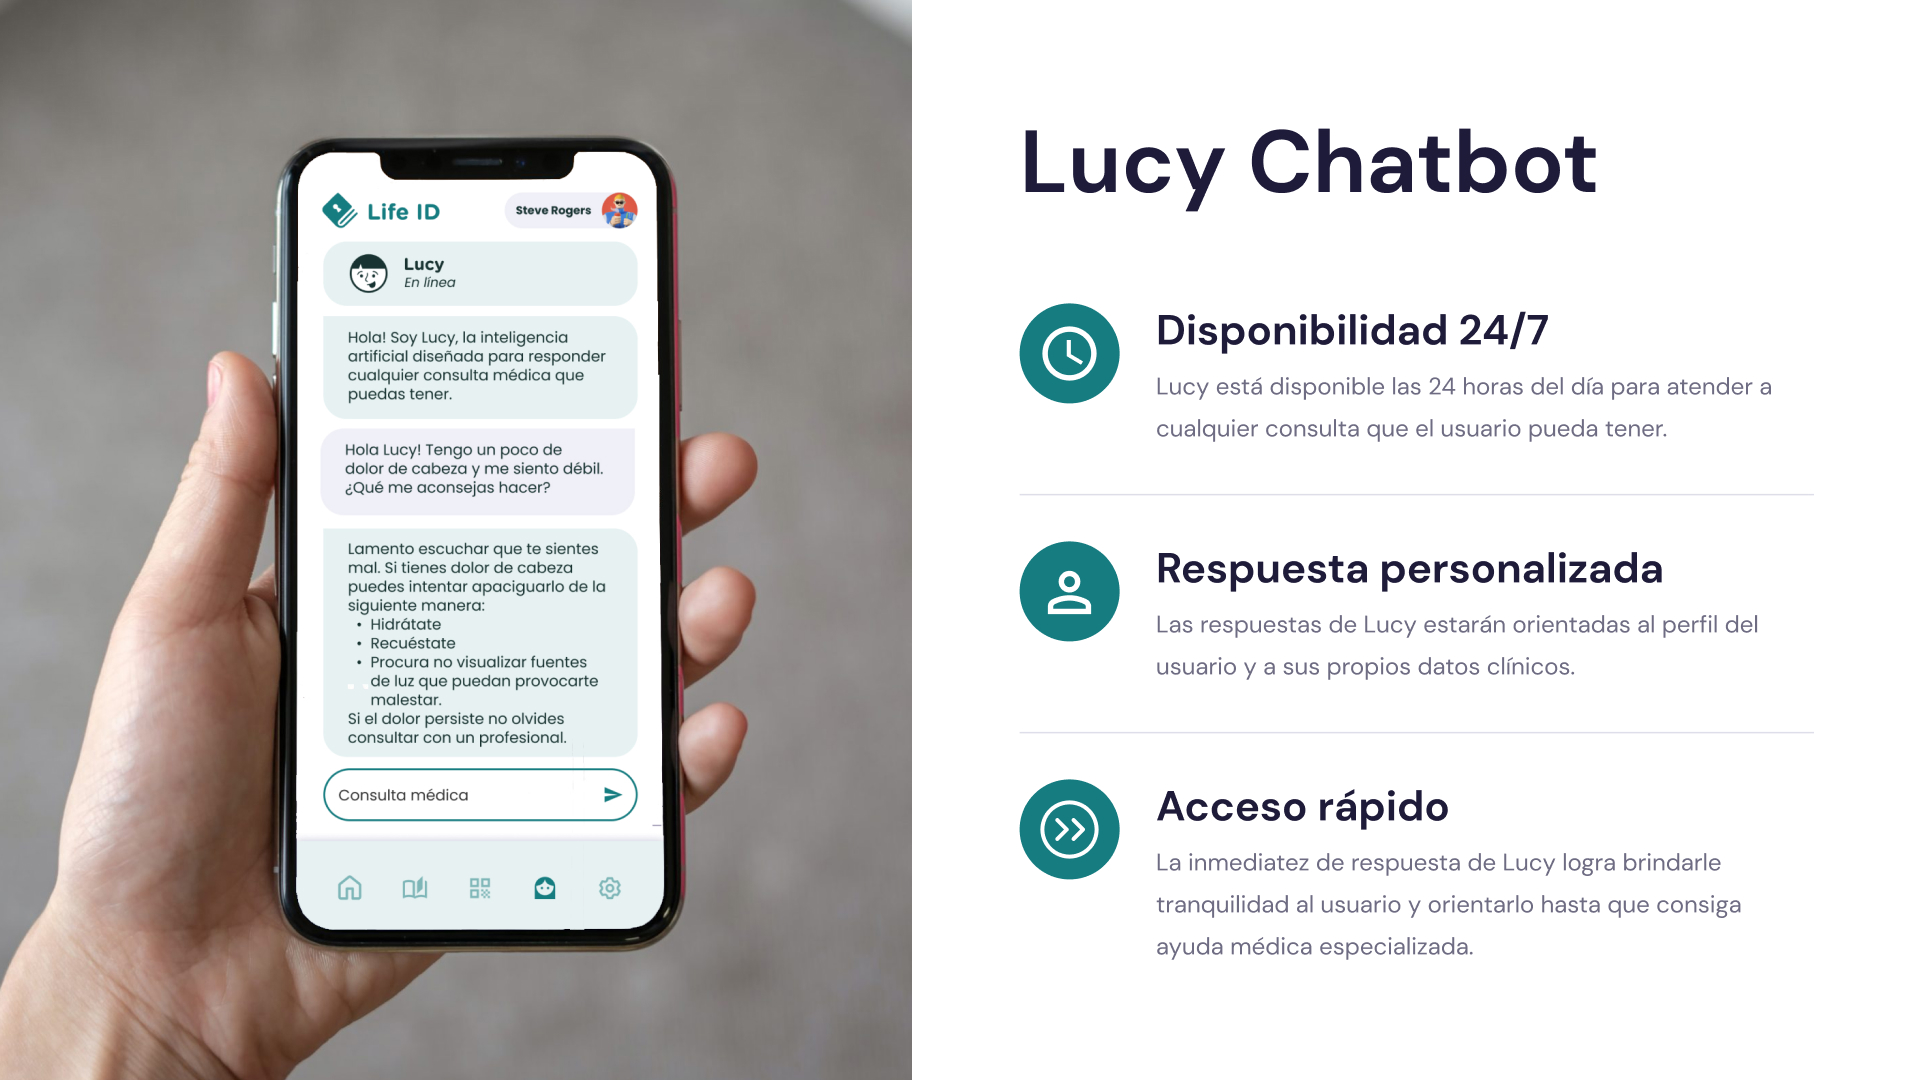 Life ID
Steve Rogers
Lucy
En línea
Hola! Soy Lucy, la inteligencia
artificial diseñada para responder
cualquier consulta médica que
puedas tener.
Hola Lucy! Tengo un poco de
dolor de cabeza y me siento débil.
¿Qué me aconsejas hacer?
Lamento escuchar que te sientes
mal. Si tienes dolor de cabeza
puedes intentar apaciguarlo de la
siguiente manera:
• Hidrátate
• Recuéstate
• Procura no visualizar fuentes
de luz que puedan provocarte
malestar.
Si el dolor persiste no olvides
consultar con un profesional.
Consulta médica
Lucy Chatbot
Disponibilidad 24/7
Lucy está disponible las 24 horas del día para atender a
cualquier consulta que el usuario pueda tener.
Respuesta personalizada
Las respuestas de Lucy estarán orientadas al perfil del
usuario y a sus propios datos clínicos.
Acceso rápido
La inmediatez de respuesta de Lucy logra brindarle
tranquilidad al usuario y orientarlo hasta que consiga
ayuda médica especializada.